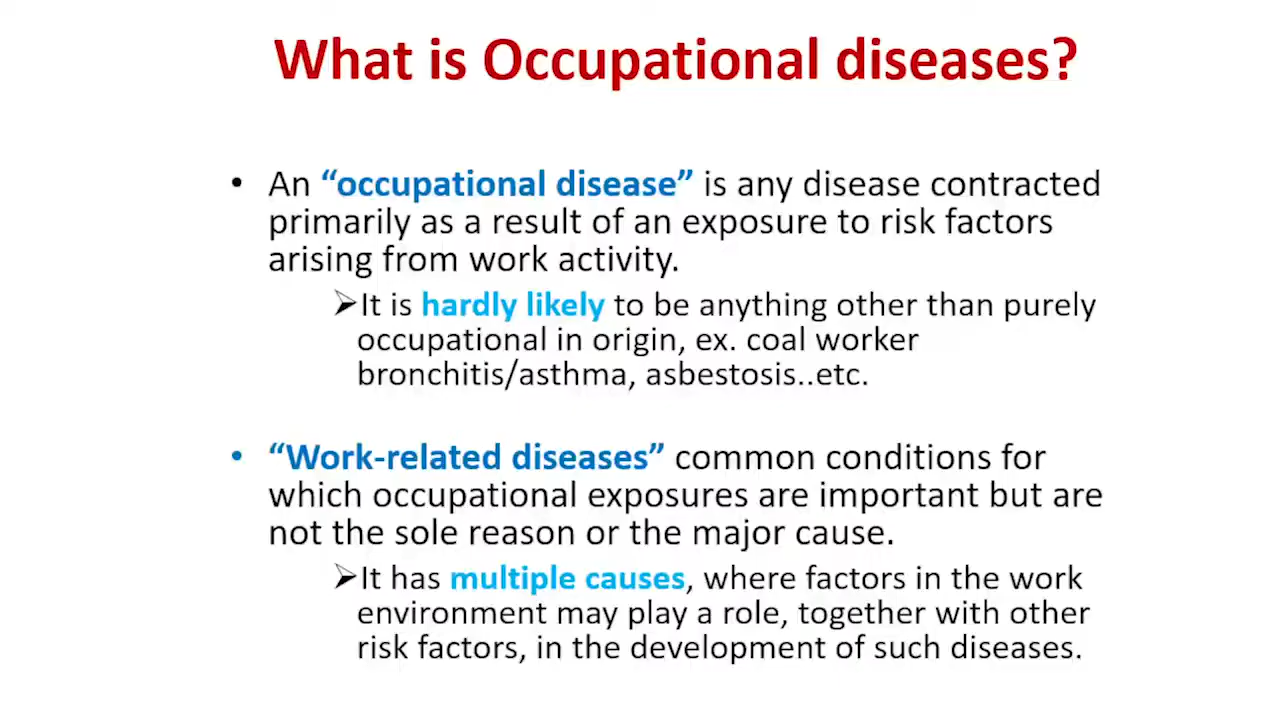 What is Occupational diseases?
• An “occupational disease” is any disease contracted
primarily as a result of an exposure to risk factors
arising from work activity.
➢It is hardly likely to be anything other than purely
occupational in origin, ex. coal worker
bronchitis/asthma, asbestosis..etc.
• “Work-related diseases” common conditions for
which occupational exposures are important but are
not the sole reason or the major cause.
➢It has multiple causes, where factors in the work
environment may play a role, together with other
risk factors, in the development of such diseases.